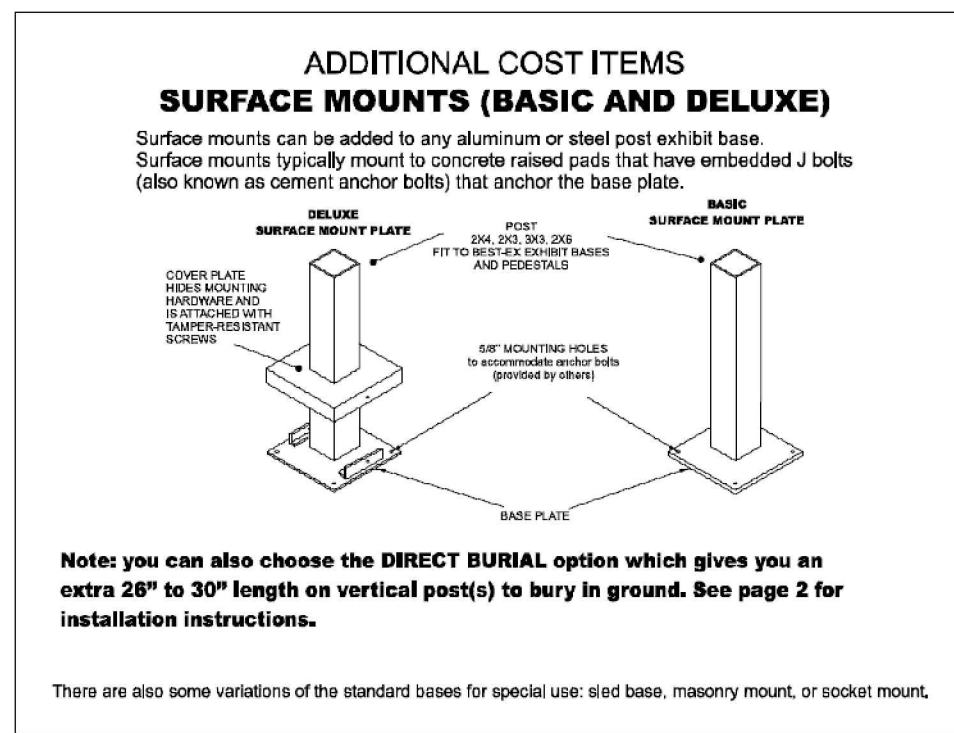 ADDITIONAL COST ITEMS
SURFACE MOUNTS (BASIC AND DELUXE)
Surface mounts can be added to any aluminum or steel post exhibit base.
Surface mounts typically mount to concrete raised pads that have embedded J bolts
(also known as cement anchor bolts) that anchor the base plate.
DELUXE
SURFACE MOUNT PLATE
POST
2X4, 2X3, 3X3, 2X6
FIT TO BEST-EX EXHIBIT BASES
AND PEDESTALS
BASIC
SURFACE MOUNT PLATE
COVER PLATE
HIDES MOUNTING
HARDWARE AND
IS ATTACHED WITH
TAMPER-RESISTANT
SCREWS
5/8" MOUNTING HOLES
to accommodate anchor bolts
(provided by others)
BASE PLATE
Note: you can also choose the DIRECT BURIAL option which gives you an
extra 26” to 30” length on vertical post(s) to bury in ground. See page 2 for
installation instructions.
There are also some variations of the standard bases for special use: sled base, masonry mount, or socket mount.